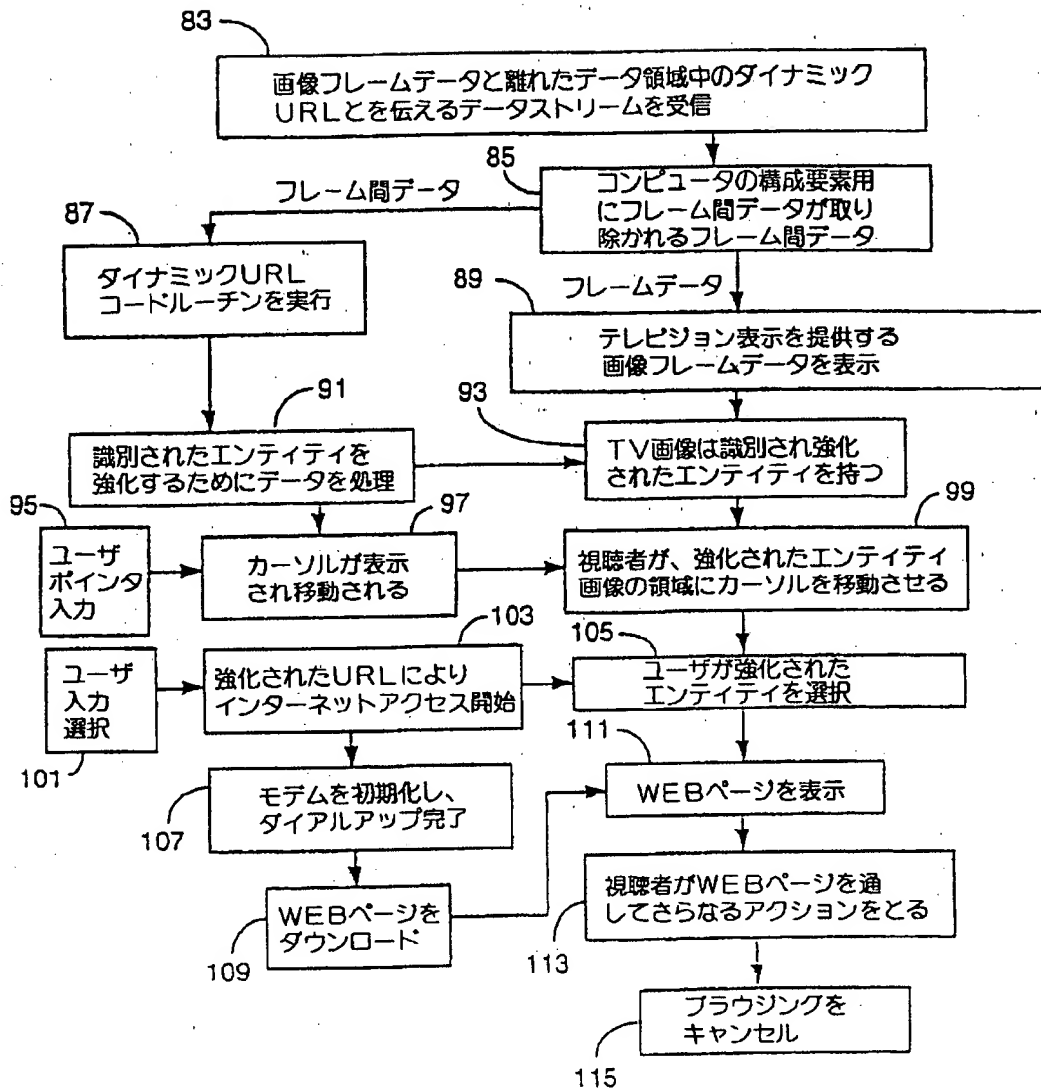 83
画像フレームデータと離れたデータ領域中のダイナミック
URLとを伝えるデータストリームを受信
85
コンピュータの構成要素用
にフレーム間データが取り
除かれるフレーム間データ
フレーム間データ
87
ダイナミックURL
コードルーチンを実行
フレームデータ
89
テレビジョン表示を提供する
画像フレームデータを表示
91
識別されたエンティティを
強化するためにデータを処理
93
TV画像は識別され強化
されたエンティティを持つ
95
ユーザ
ポインタ
入力
97
カーソルが表示
され移動される
99
視聴者が、強化されたエンティティ
画像の領域にカーソルを移動させる
101
ユーザ
入力
選択
103
強化されたURLにより
インターネットアクセス開始
105
ユーザが強化された
エンティティを選択
107
モデムを初期化し、
ダイアルアップ完了
111
WEBページを表示
109
WEBページを
ダウンロード
113
視聴者がWEBページを通
してさらなるアクションをとる
115
ブラウジングを
キャンセル